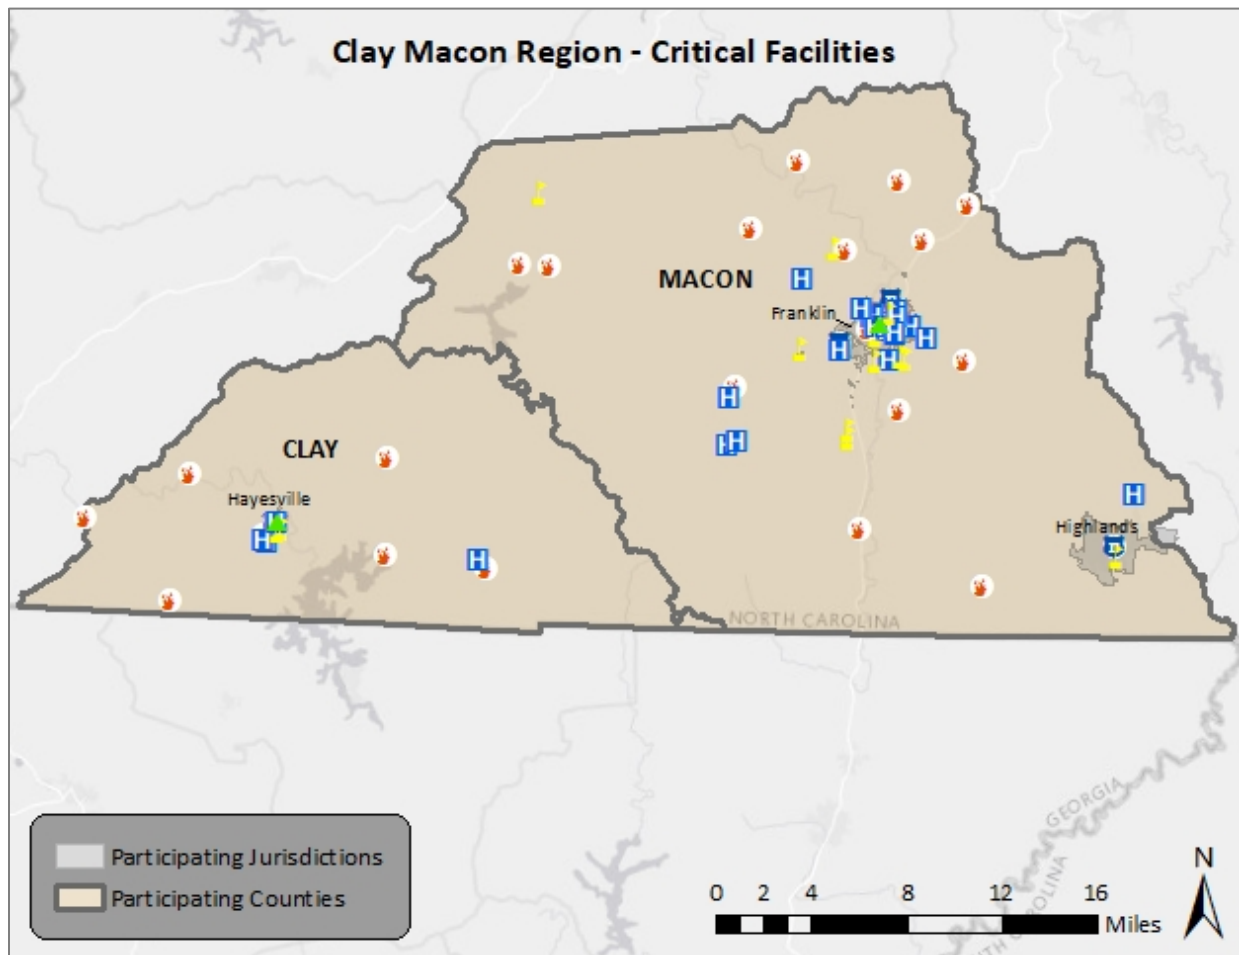 Clay Macon Region - Critical Facilities
MACON
Franklin
CLAY
Hayesville
Highlands
NORTH CAROLINA
GEORGIA
CAROLINA
Participating Jurisdictions
Participating Counties
N
0 2 4 8 12 16
Miles